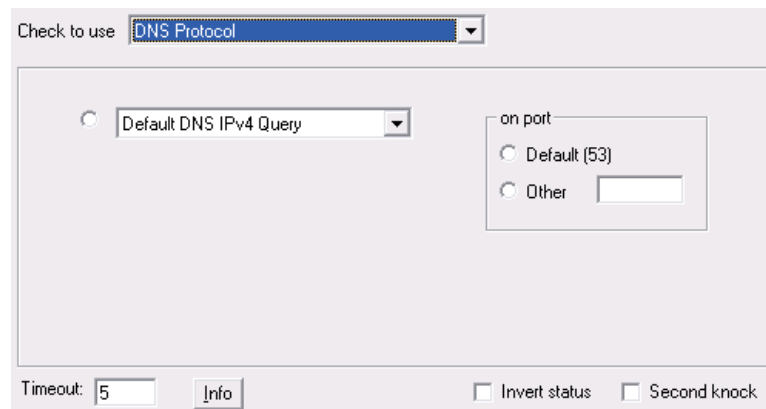 Check to use DNS Protocol
Default DNS IPv4 Query
on port
Default (53)
Other
Timeout: 5 Info Invert status Second knock